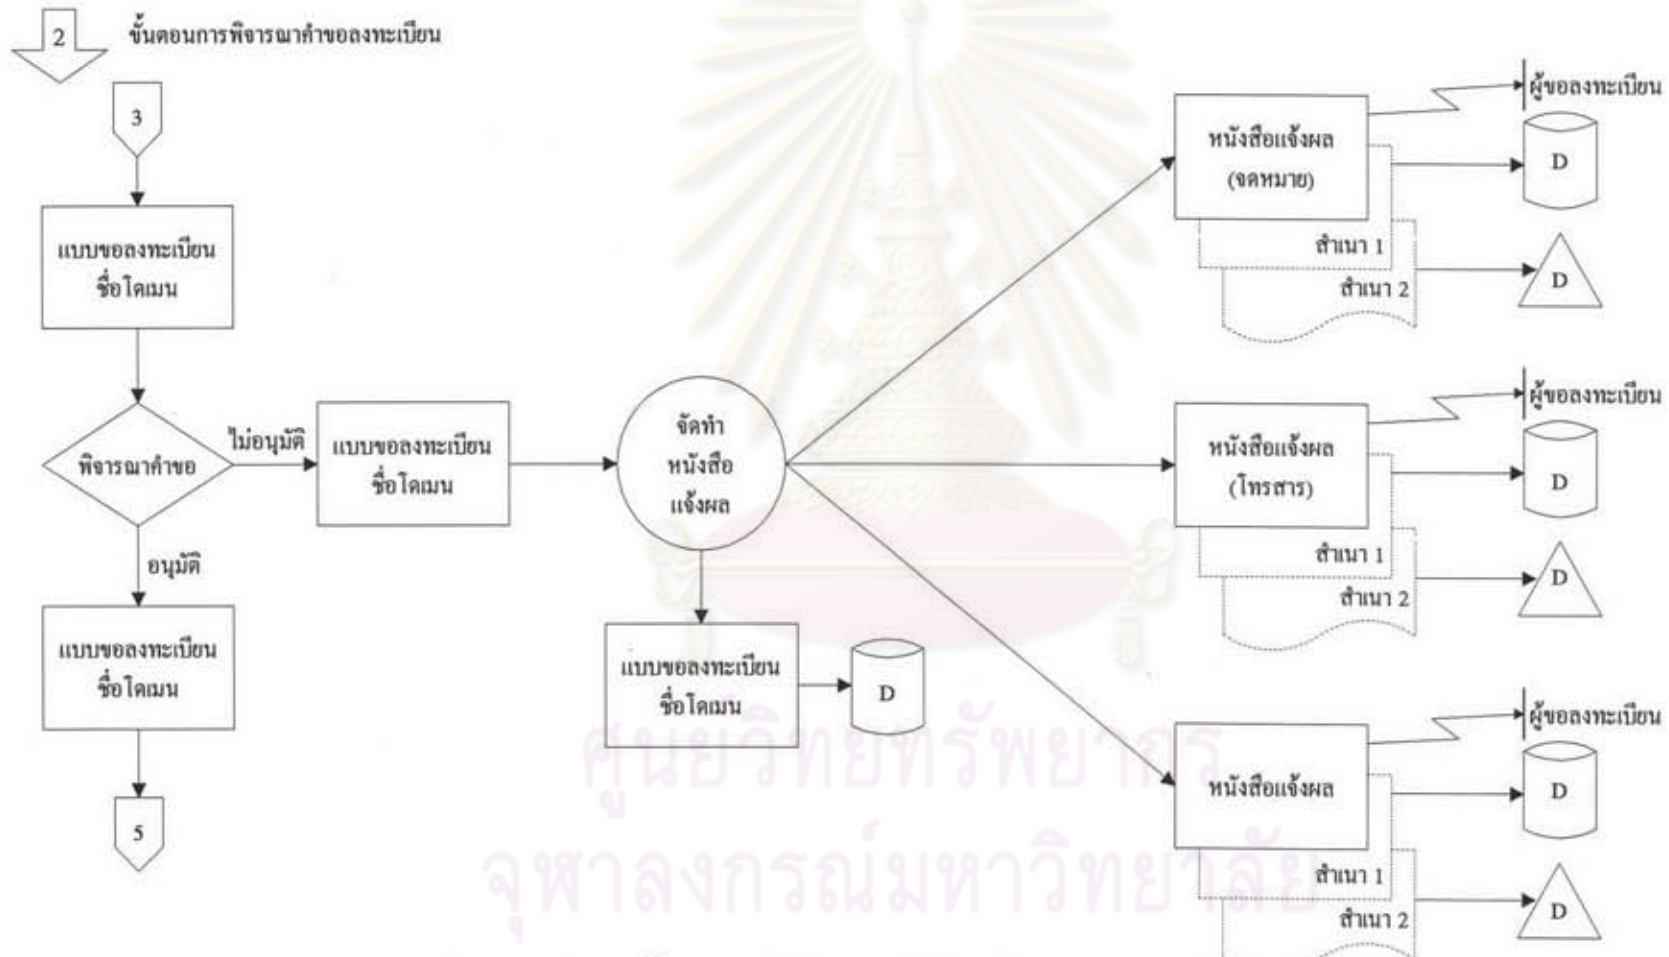 2
ขั้นตอนการพิจารณาคำขอลงทะเบียน
3
แบบขอลงทะเบียน
ชื่อโดเมน
พิจารณาคำขอ
ไม่อนุมัติ
อนุมัติ
แบบขอลงทะเบียน
ชื่อโดเมน
5
แบบขอลงทะเบียน
ชื่อโดเมน
จัดทำ
หนังสือ
แจ้งผล
แบบขอลงทะเบียน
ชื่อโดเมน
D
หนังสือแจ้งผล
(จดหมาย)
สำเนา 1
สำเนา 2
ผู้ขอลงทะเบียน
D
D
หนังสือแจ้งผล
(โทรสาร)
สำเนา 1
สำเนา 2
ผู้ขอลงทะเบียน
D
D
หนังสือแจ้งผล
สำเนา 1
สำเนา 2
ผู้ขอลงทะเบียน
D
D
ศูนย์วิทยทรัพยากร
จุฬาลงกรณ์มหาวิทยาลัย